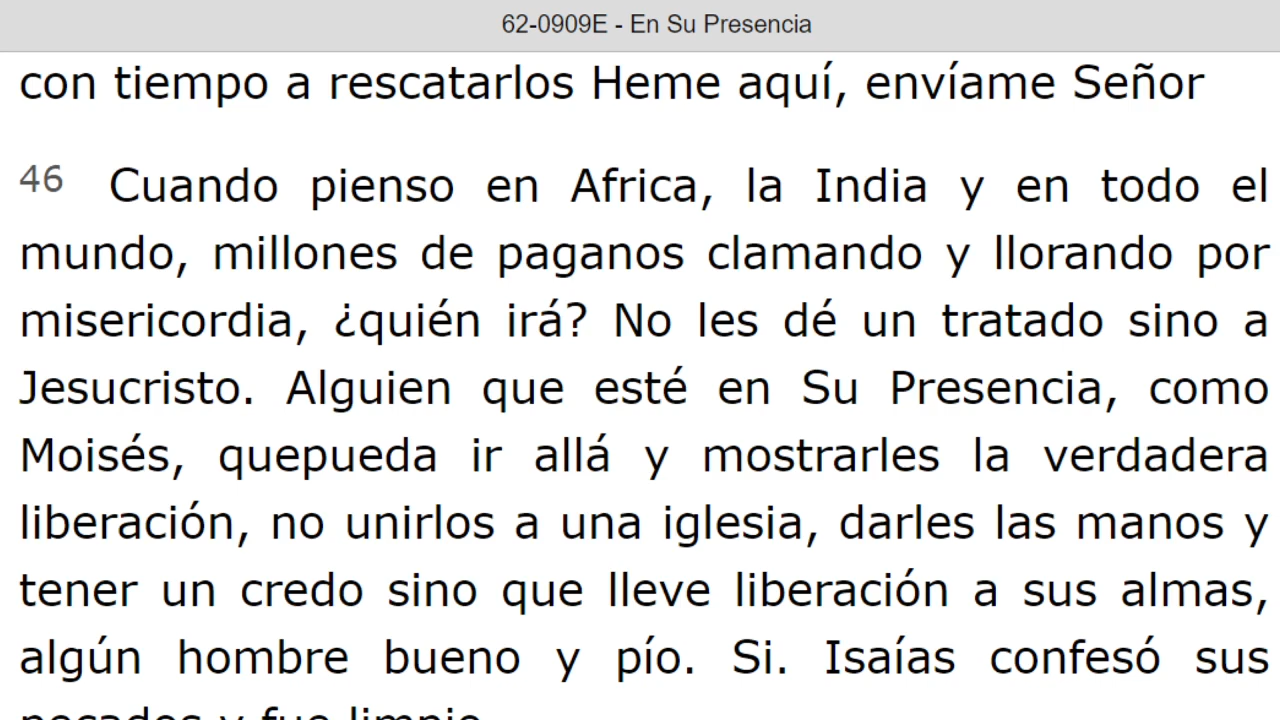 62-0909E - En Su Presencia
con tiempo a rescatarlos Heme aquí, envíame Señor
46 Cuando pienso en Africa, la India y en todo el
mundo, millones de paganos clamando y llorando por
misericordia, ¿quién irá? No les dé un tratado sino a
Jesucristo. Alguien que esté en Su Presencia, como
Moisés, quepueda ir allá y mostrarles la verdadera
liberación, no unirlos a una iglesia, darles las manos y
tener un credo sino que lleve liberación a sus almas,
algún hombre bueno y pío. Si. Isaías confesó sus
pecados y fue limpio